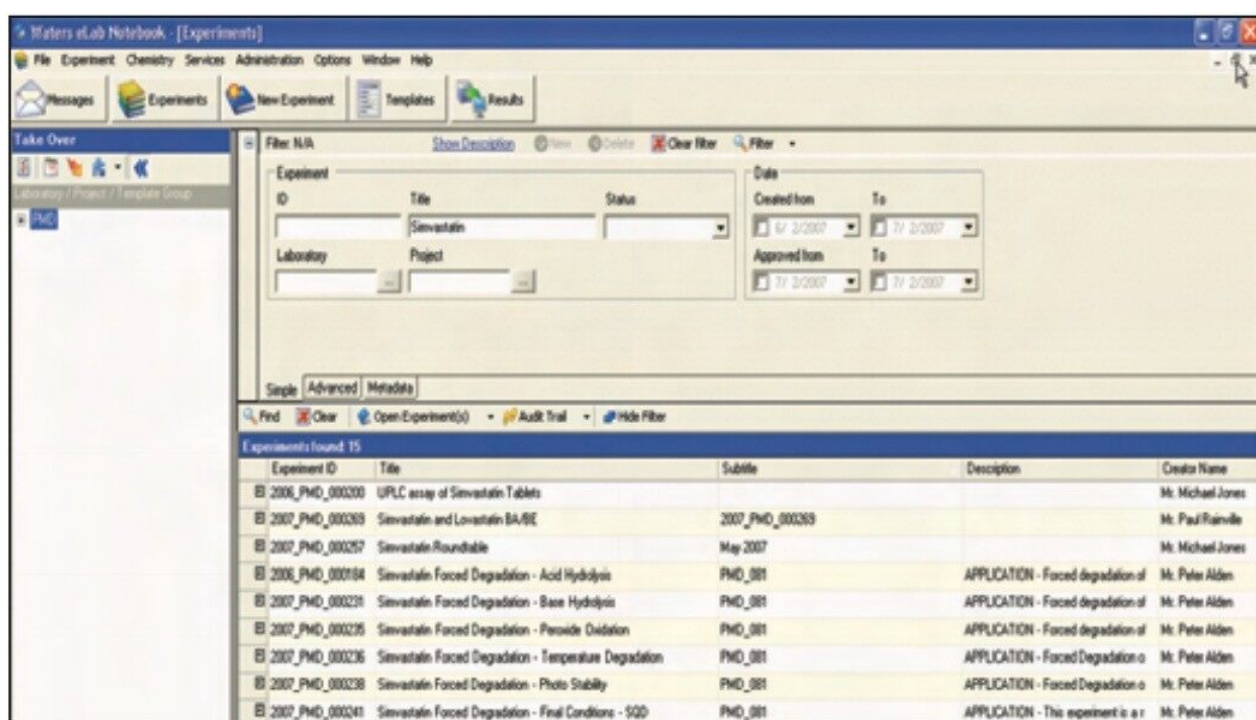 Waters eLab Notebook - [Experiments]
File Experiment Chemistry Services Administration Options Window Help
Messages Experiments New Experiment Templates Results
Take Over
Laboratory / Project / Template Group
PMD
Filter: N/A Show Description New Delete Clear filter Filter
Experiment Date
ID Title Status Created from To
Simvastatin 6/ 2/2007 7/ 2/2007
Laboratory Project Approved from To
... ... 7/ 2/2007 7/ 2/2007
Simple Advanced Metadata
Find Clear Open Experiment(s) Audit Trail Hide Filter
Experiments found: 15
Experiment ID Title Subtitle Description Creator Name
2006_PMD_000200 UPLC assay of Simvastatin Tablets Mr. Michael Jones
2007_PMD_000269 Simvastatin and Lovastatin BA/BE 2007_PMD_000269 Mr. Paul Rainville
2007_PMD_000257 Simvastatin Roundtable May 2007 Mr. Michael Jones
2006_PMD_000184 Simvastatin Forced Degradation - Acid Hydrolysis PMD_081 APPLICATION - Forced degradation of Mr. Peter Alden
2007_PMD_000231 Simvastatin Forced Degradation - Base Hydrolysis PMD_081 APPLICATION - Forced degradation of Mr. Peter Alden
2007_PMD_000235 Simvastatin Forced Degradation - Peroxide Oxidation PMD_081 APPLICATION - Forced degradation of Mr. Peter Alden
2007_PMD_000236 Simvastatin Forced Degradation - Temperature Degradation PMD_081 APPLICATION - Forced Degradation o Mr. Peter Alden
2007_PMD_000238 Simvastatin Forced Degradation - Photo Stability PMD_081 APPLICATION - Forced Degradation o Mr. Peter Alden
2007_PMD_000241 Simvastatin Forced Degradation - Final Conditions - SQD PMD_081 APPLICATION - This experiment is a r Mr. Peter Alden